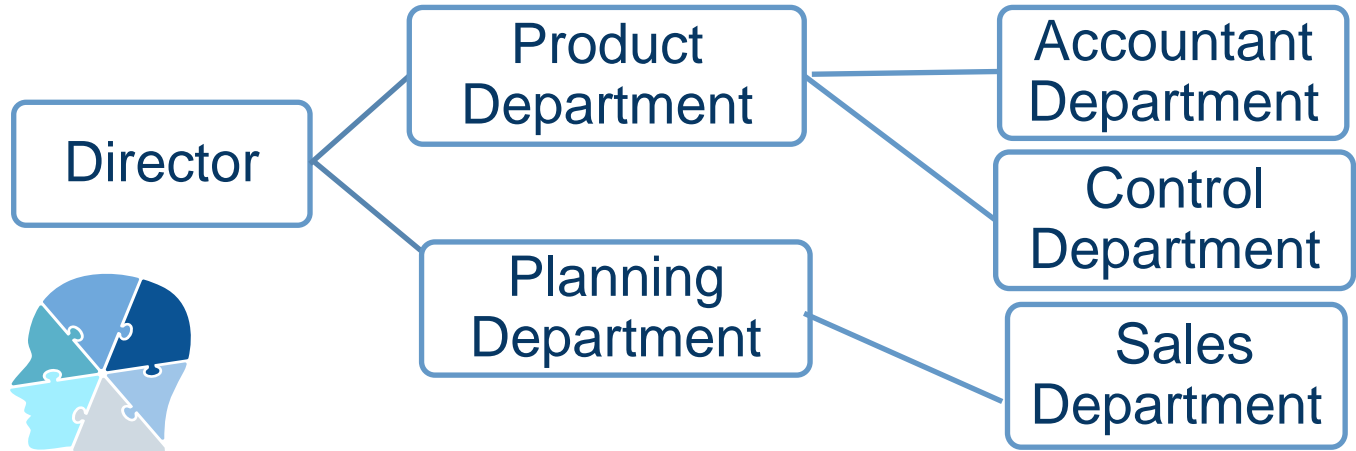 Director
Product
Department
Planning
Department
Accountant
Department
Control
Department
Sales
Department